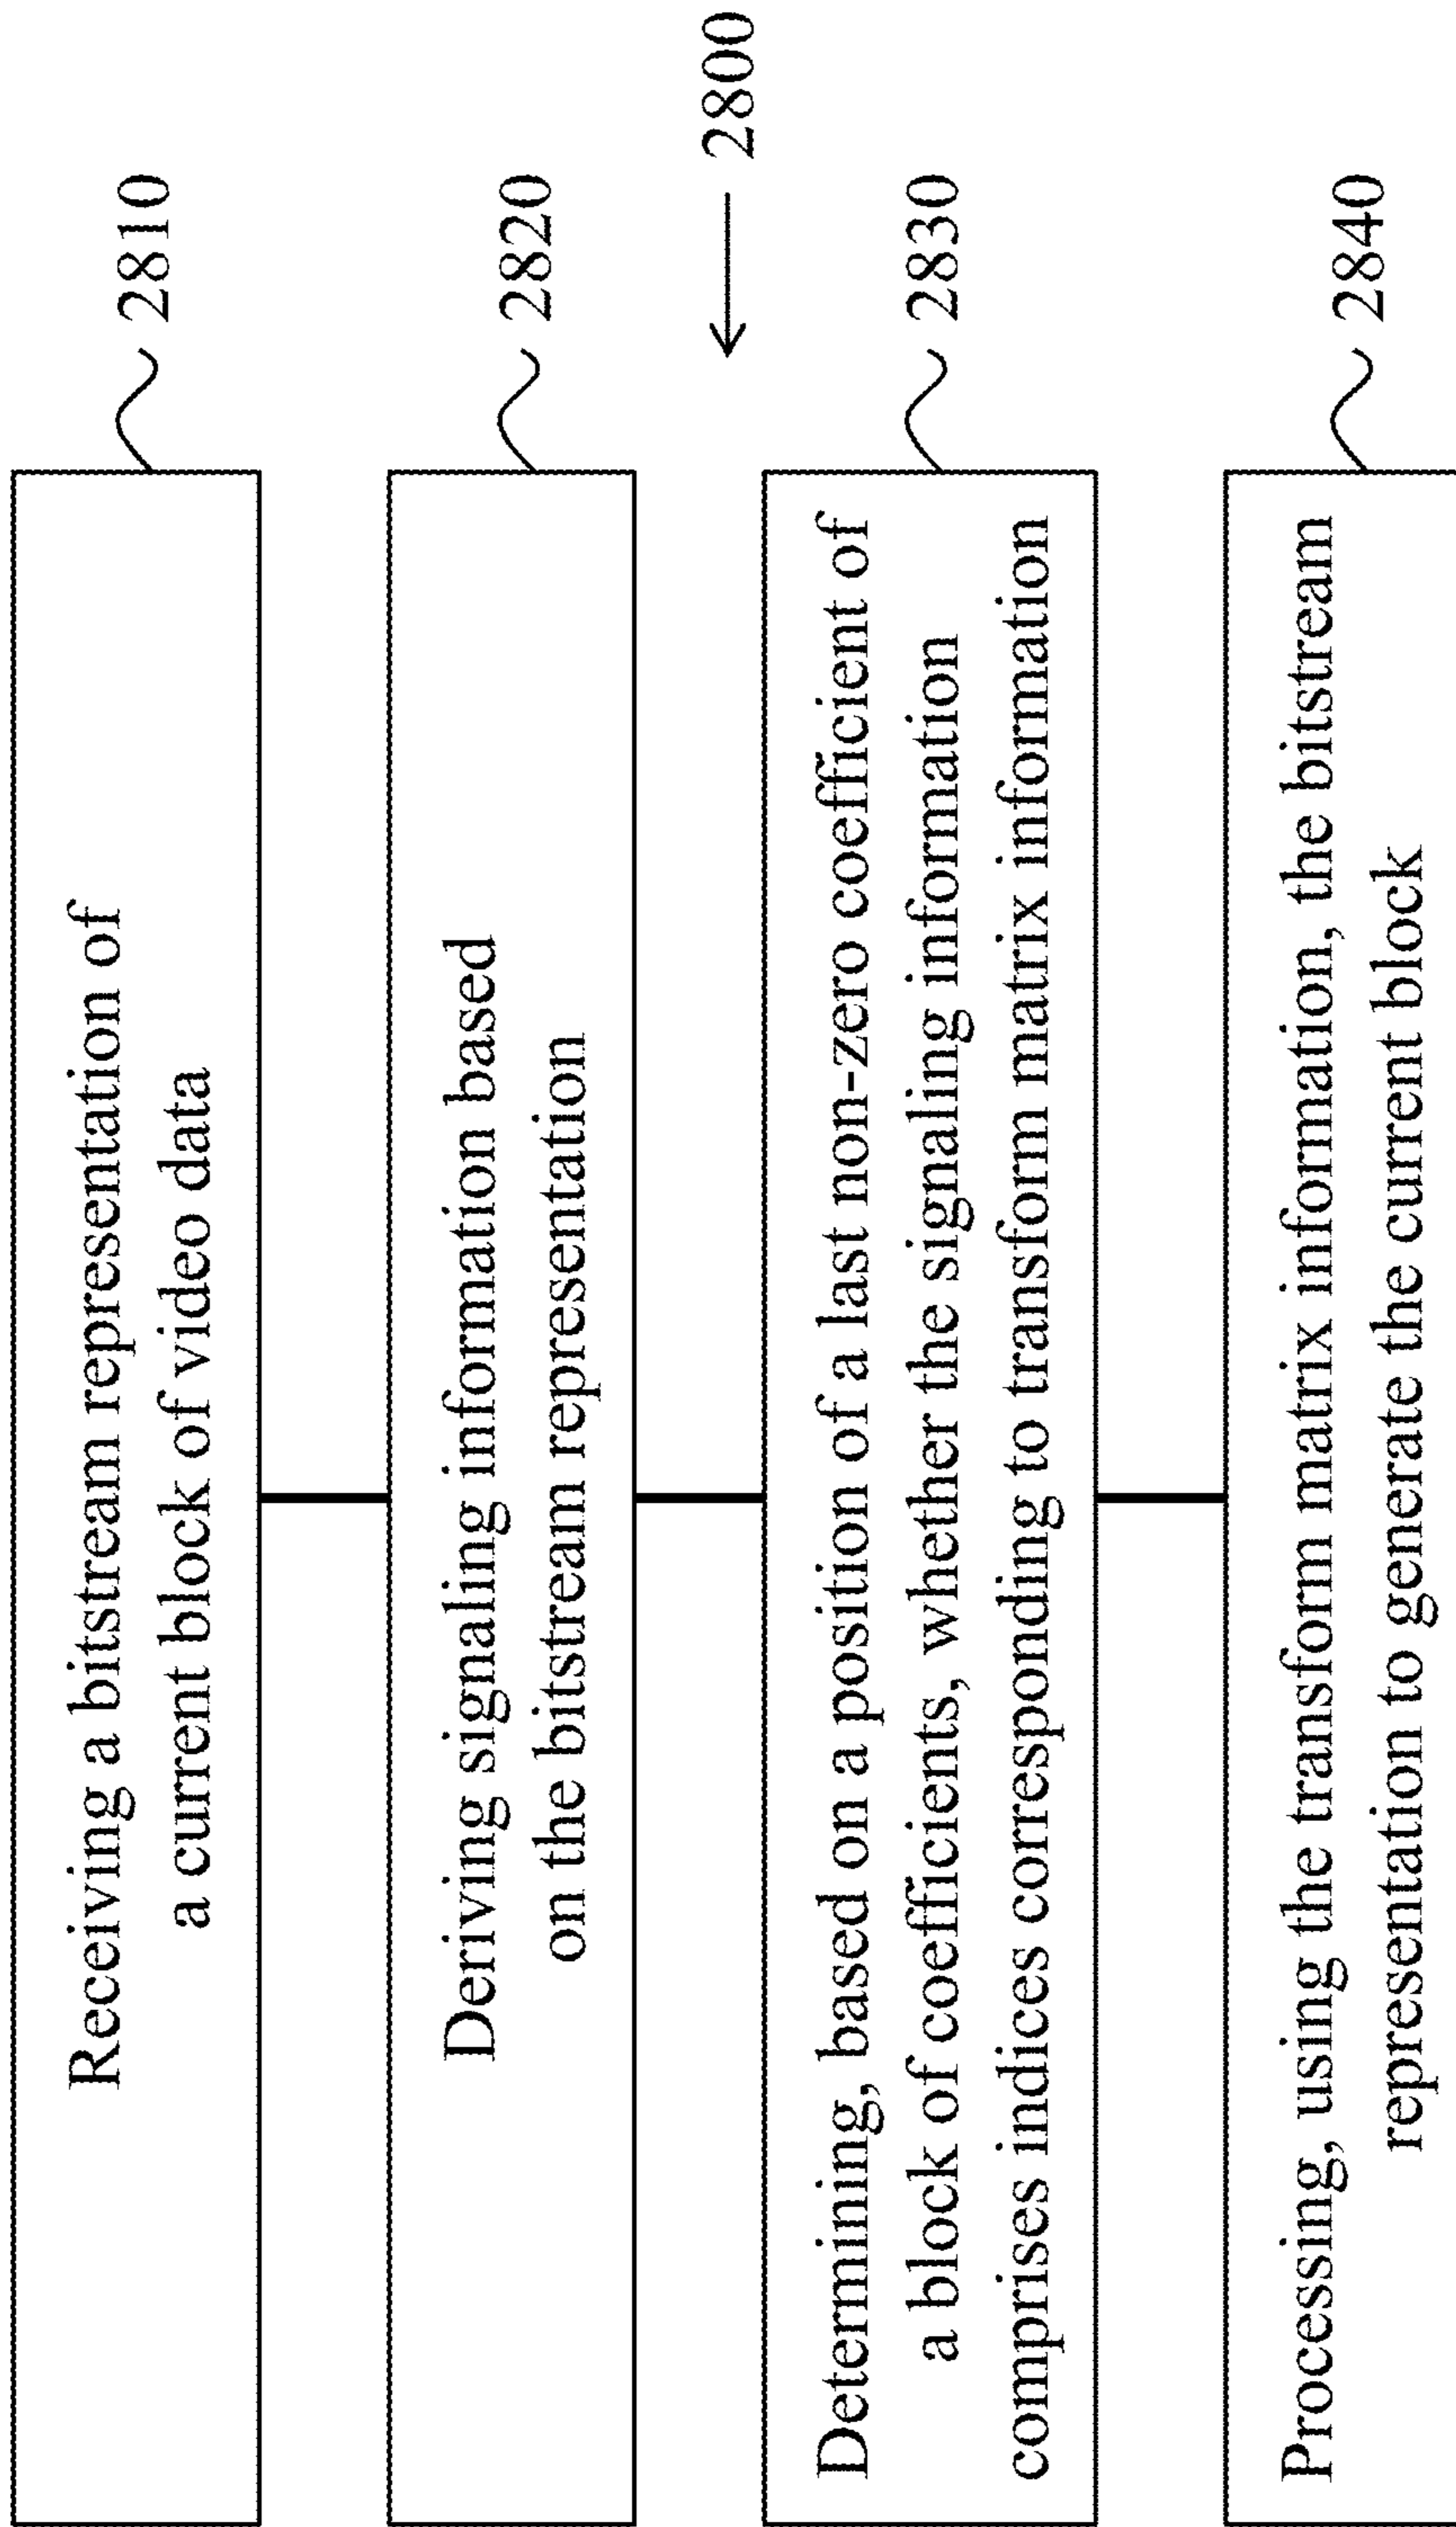 Receiving a bitstream representation of
a current block of video data
2810
Deriving signaling information based
on the bitstream representation
2820
2800
Determining, based on a position of a last non-zero coefficient of
a block of coefficients, whether the signaling information
comprises indices corresponding to transform matrix information
2830
Processing, using the transform matrix information, the bitstream
representation to generate the current block
2840